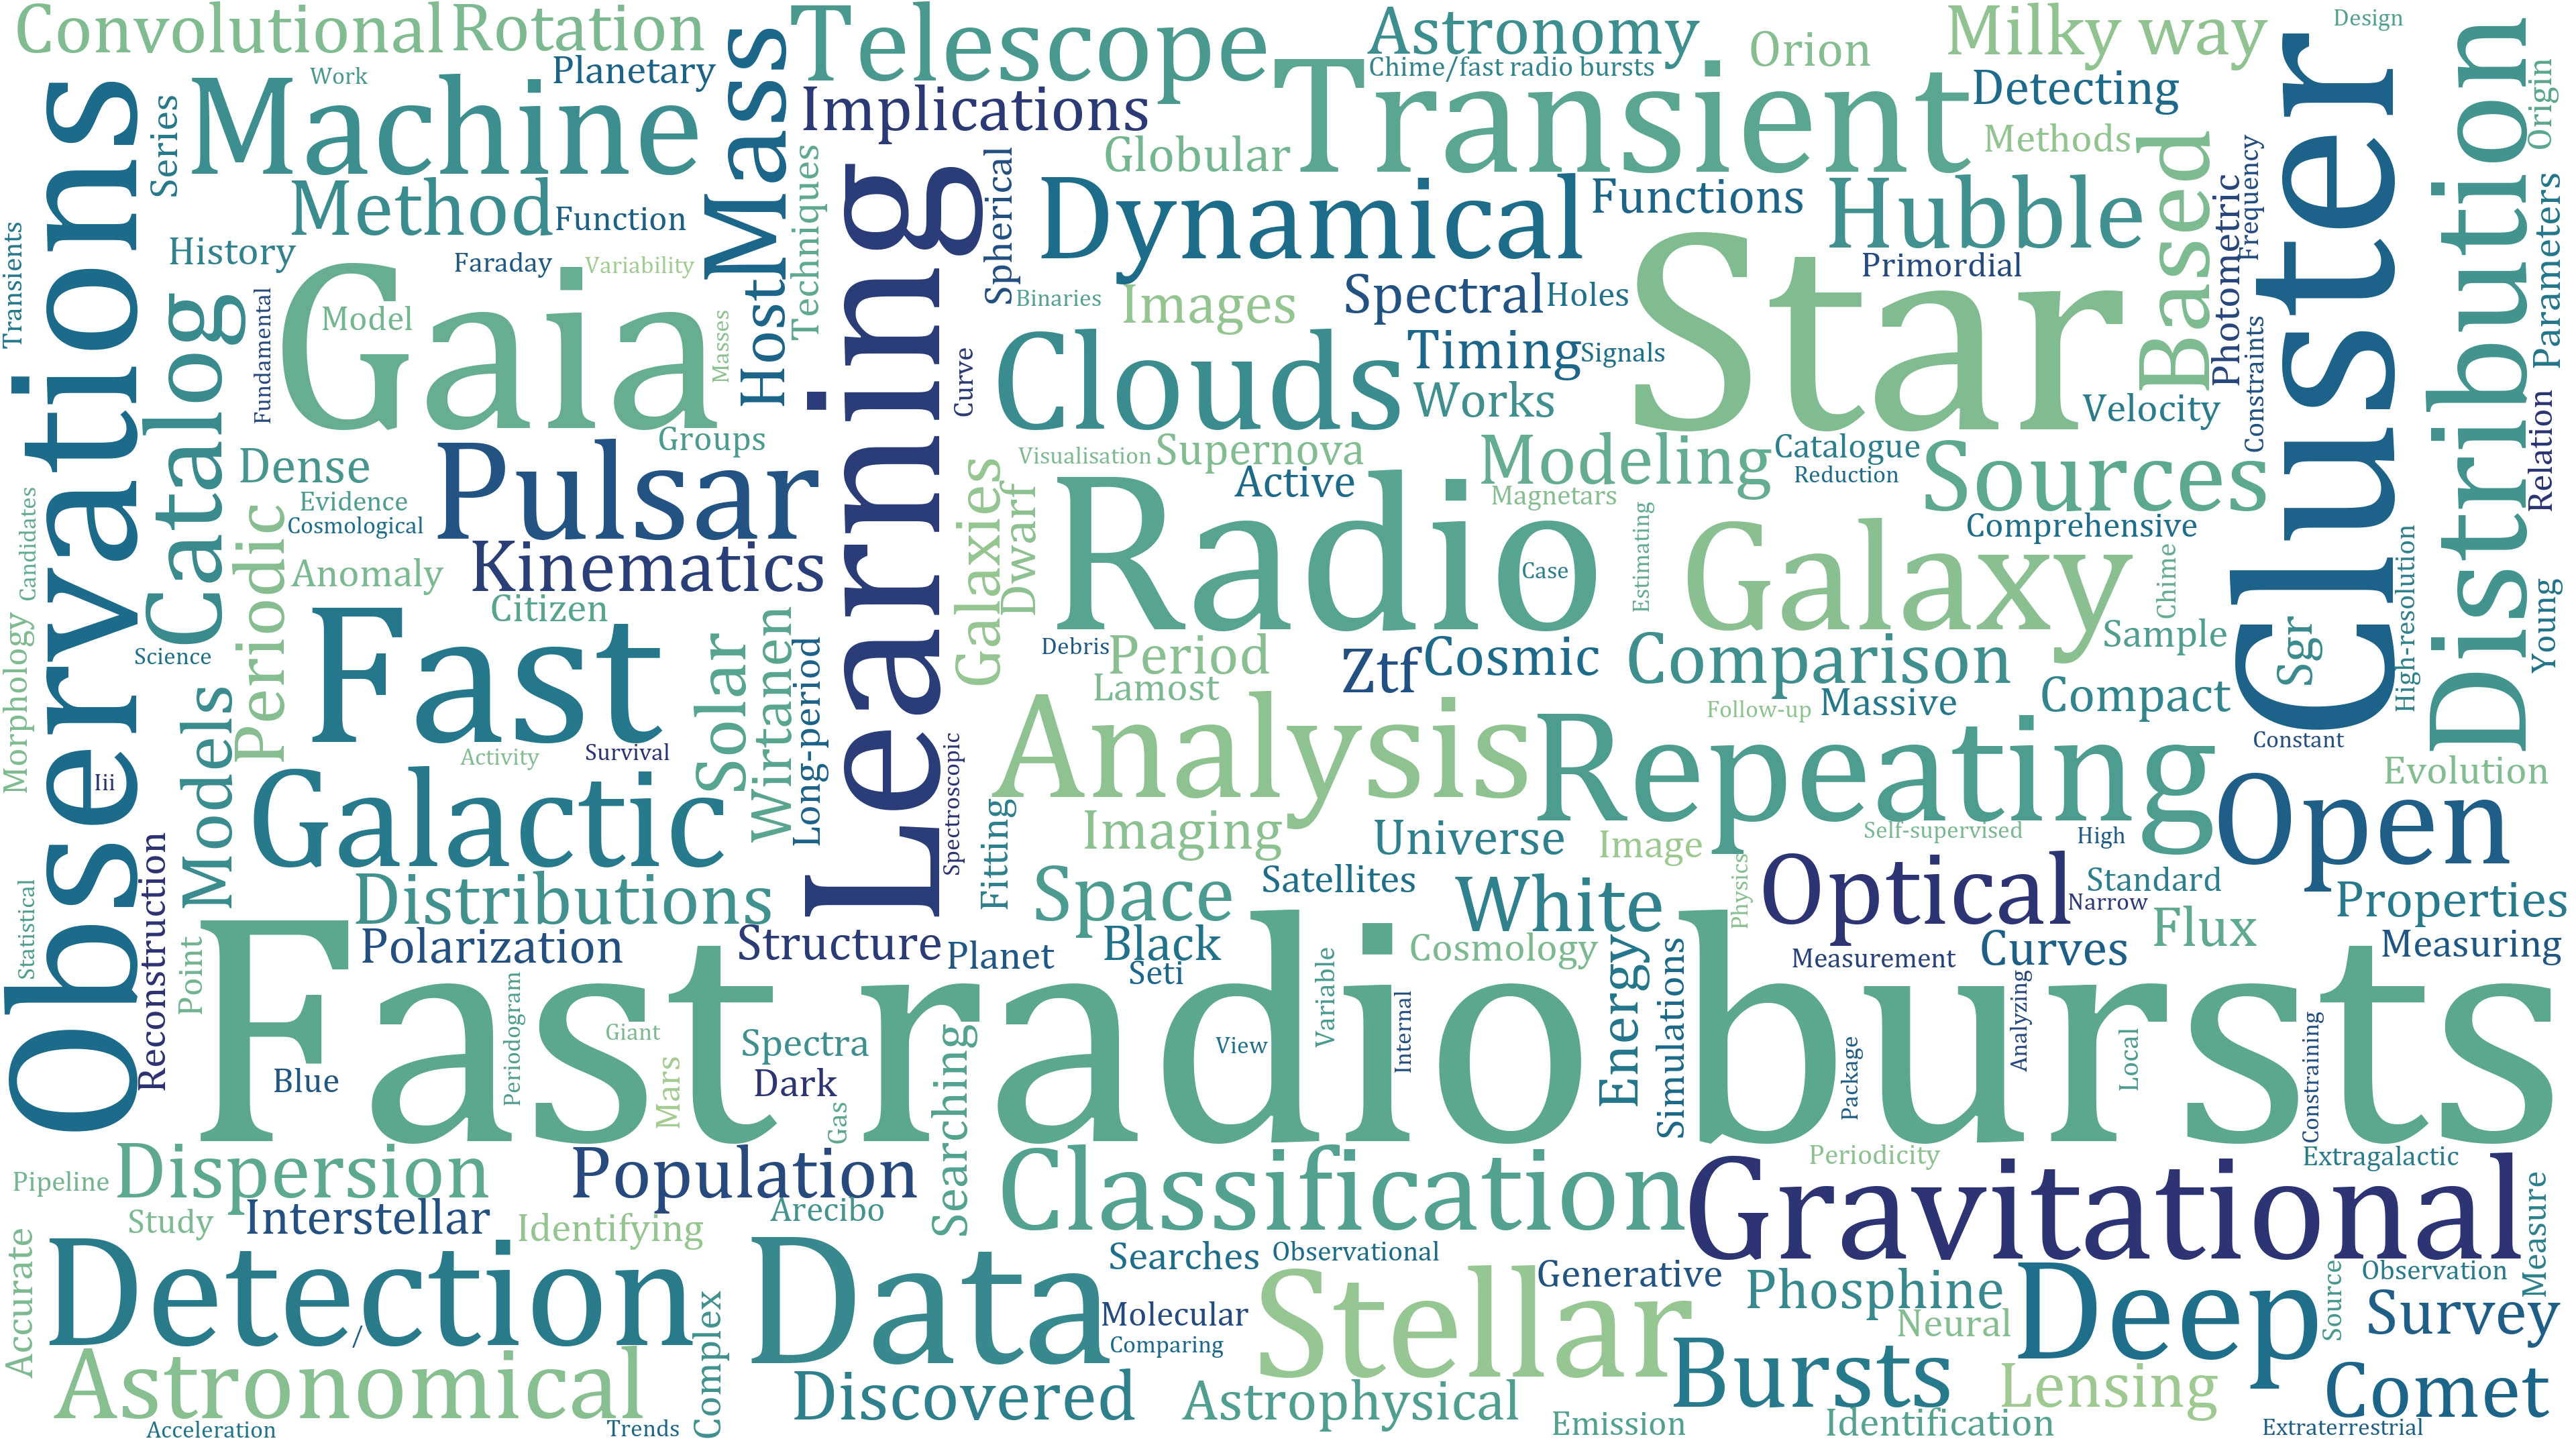 Convolutional
Rotation
Telescope
Astronomy
Orion
Milky way
Design
Work
Planetary
Chime/fast radio bursts
Detecting
Origin
Observations
Series
Machine
Mass
Implications
Transient
Methods
Cluster
Distribution
Method
Function
Techniques
Learning
Spherical
Globular
Dynamical
Functions
Hubble
Based
Photometric
Frequency
Parameters
Transients
History
Faraday
Variability
Host
Binaries
Images
Spectral
Holes
Primordial
Star
Catalog
Fundamental
Gaia
Model
Masses
Curve
Clouds
Timing
Signals
Works
Velocity
Constraints
Relation
Groups
Dense
Pulsar
Visualisation
Supernova
Modeling
Catalogue
Reduction
Sources
Candidates
Evidence
Cosmological
Galaxies
Dwarf
Active
Magnetars
Radio
Case
Estimating
Galaxy
Comprehensive
Chime
High-resolution
Periodic
Anomaly
Kinematics
Citizen
Morphology
Science
Fast
Solar
Wirtanen
Long-period
Debris
Period
Lamost
Ztf
Cosmic
Comparison
Sample
Sgr
Young
Models
Activity
Survival
Analysis
Follow-up
Massive
Compact
Constant
Iii
Galactic
Spectroscopic
Repeating
Evolution
Reconstruction
Fitting
Imaging
Universe
Image
Self-supervised
High
Open
Statistical
Distributions
Space
Satellites
White
Physics
Optical
Standard
Narrow
Properties
Point
Polarization
Structure
Planet
Black
Seti
Cosmology
Energy
Simulations
Measurement
Curves
Flux
Measuring
Fast radio bursts
Periodogram
Giant
Blue
Mars
Spectra
Dark
Gas
Searching
View
Variable
Internal
Package
Analyzing
Local
Constraining
Pipeline
Dispersion
Population
Classification
Periodicity
Extragalactic
Study
Interstellar
Identifying
Arecibo
Gravitational
Measure
Accurate
Detection
/
Complex
Data
Searches
Observational
Molecular
Comparing
Stellar
Generative
Phosphine
Neural
Deep
Source
Observation
Survey
Astronomical
Discovered
Astrophysical
Bursts
Lensing
Comet
Acceleration
Trends
Emission
Identification
Extraterrestrial